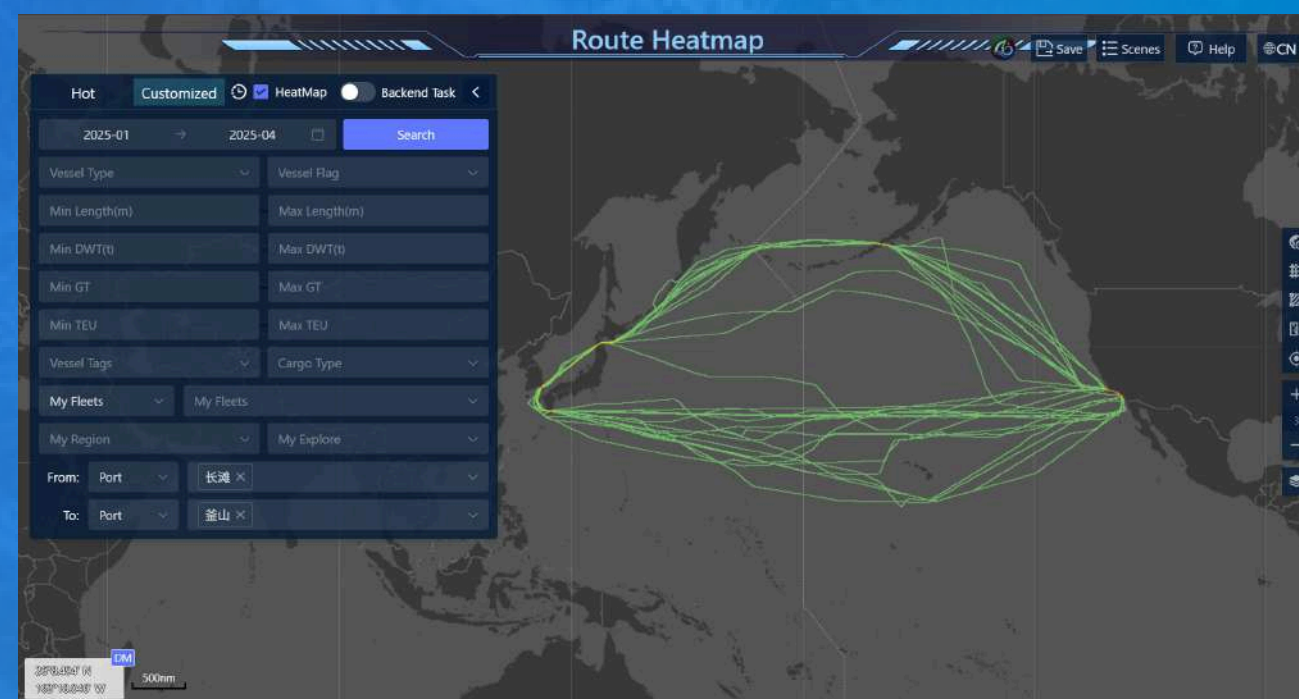 Route Heatmap
Save
Scenes
Help
CN
Hot Customized HeatMap Backend Task
2025-01 → 2025-04 Search
Vessel Type Vessel Flag
Min Length(m) Max Length(m)
Min DWT(t) Max DWT(t)
Min GT Max GT
Min TEU Max TEU
Vessel Tags Cargo Type
My Fleets My Fleets
My Region My Explore
From: Port 长滩 ×
To: Port 釜山 ×
DM
500nm